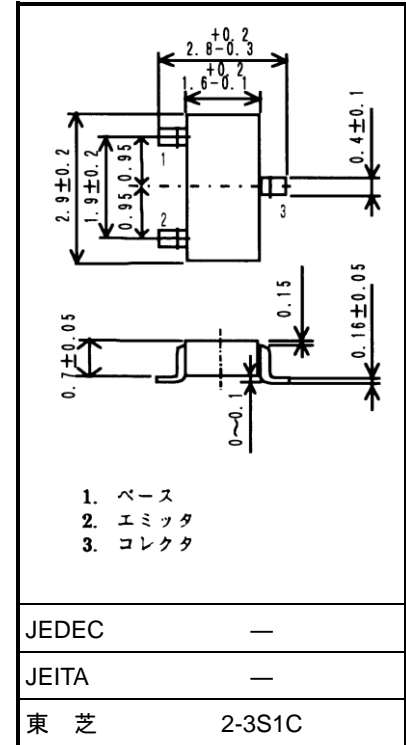 +0.2
2.8-0.3
+0.2
1.6-0.1
2.9±0.2
1.9±0.2
0.95
0.95
1
2
3
0.4±0.1
0.7±0.05
0.15
0.16±0.05
0~0.1
1. ベース
2. エミッタ
3. コレクタ
JEDEC —
JEITA —
東 芝 2-3S1C